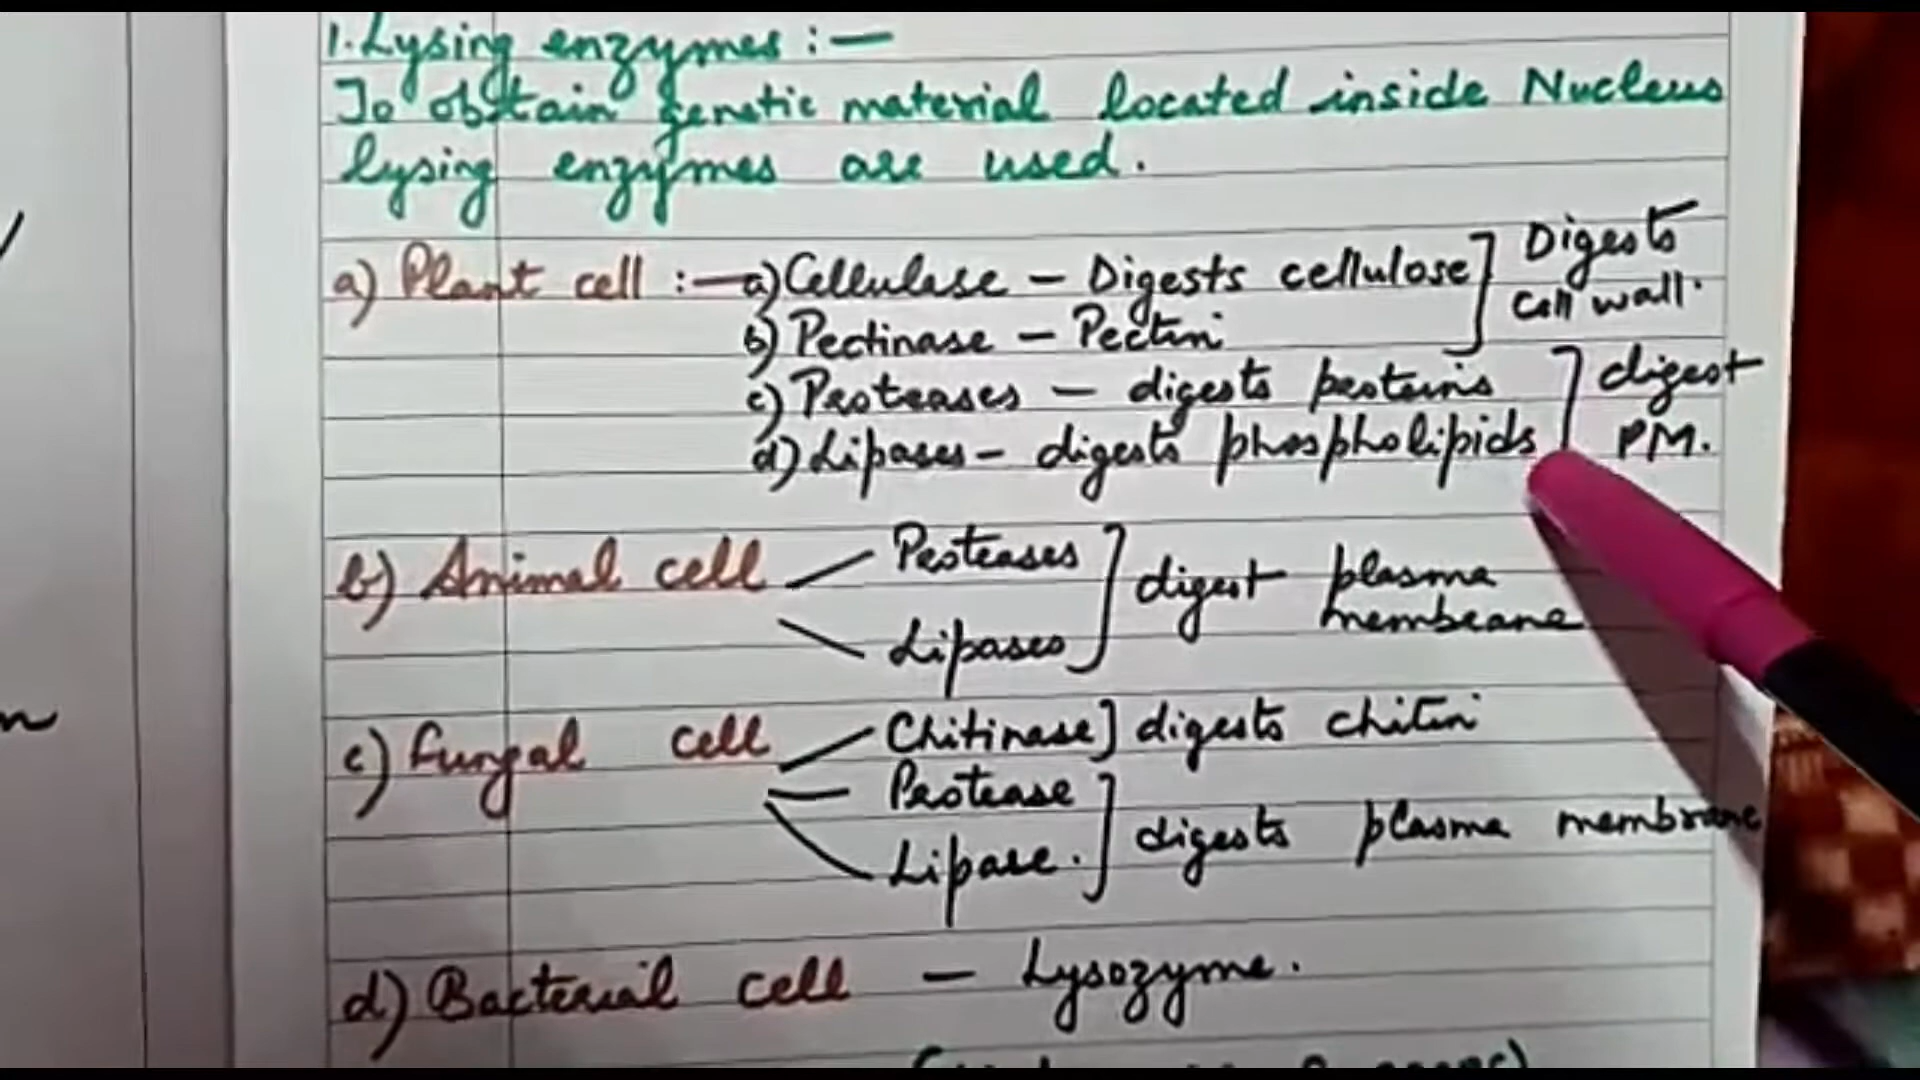 1. Lysing enzymes :—
To obtain genetic material located inside Nucleus
lysing enzymes are used.
a) Plant cell :— a) Cellulase — Digests cellulose ] Digests cell wall.
b) Pectinase — Pectin
c) Proteases — digests proteins ] digest PM.
d) Lipases — digests phospholipids
b) Animal cell
Proteases
Lipases
] digest plasma membrane
c) Fungal cell
Chitinase ] digests chitin
Protease
Lipase.
] digests plasma membrane
d) Bacterial cell — Lysozyme.